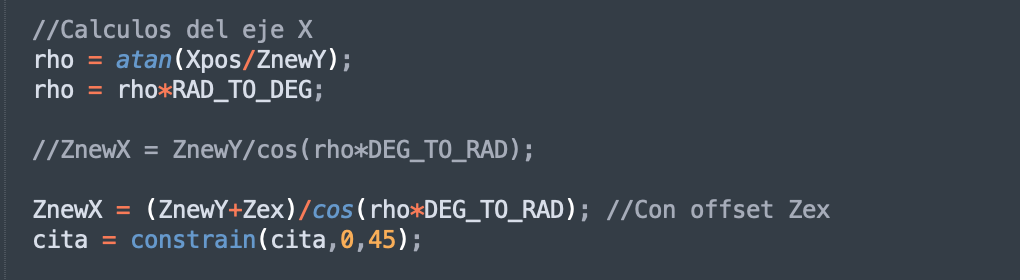 //Calculos del eje X
rho = atan(Xpos/ZnewY);
rho = rho*RAD_TO_DEG;
//ZnewX = ZnewY/cos(rho*DEG_TO_RAD);
ZnewX = (ZnewY+Zex)/cos(rho*DEG_TO_RAD); //Con offset Zex
cita = constrain(cita,0,45);